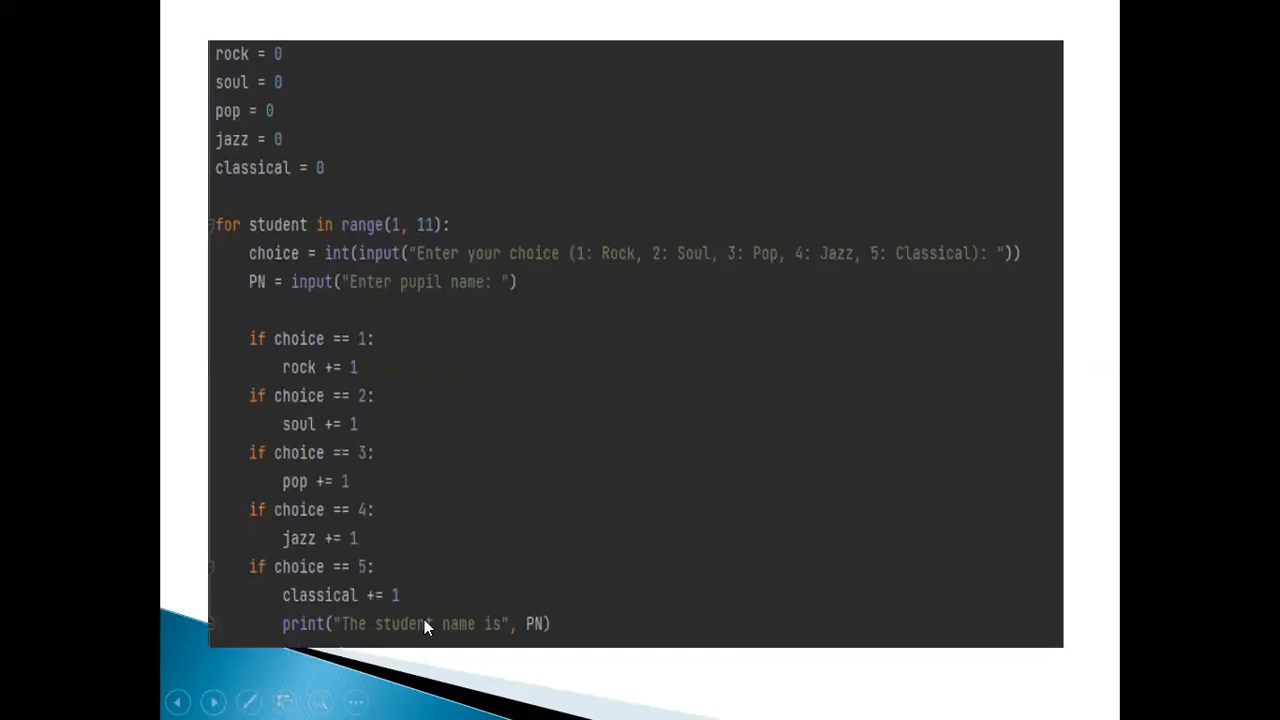 rock = 0
soul = 0
pop = 0
jazz = 0
classical = 0
for student in range(1, 11):
choice = int(input("Enter your choice (1: Rock, 2: Soul, 3: Pop, 4: Jazz, 5: Classical): "))
PN = input("Enter pupil name: ")
if choice == 1:
rock += 1
if choice == 2:
soul += 1
if choice == 3:
pop += 1
if choice == 4:
jazz += 1
if choice == 5:
classical += 1
print("The student name is", PN)